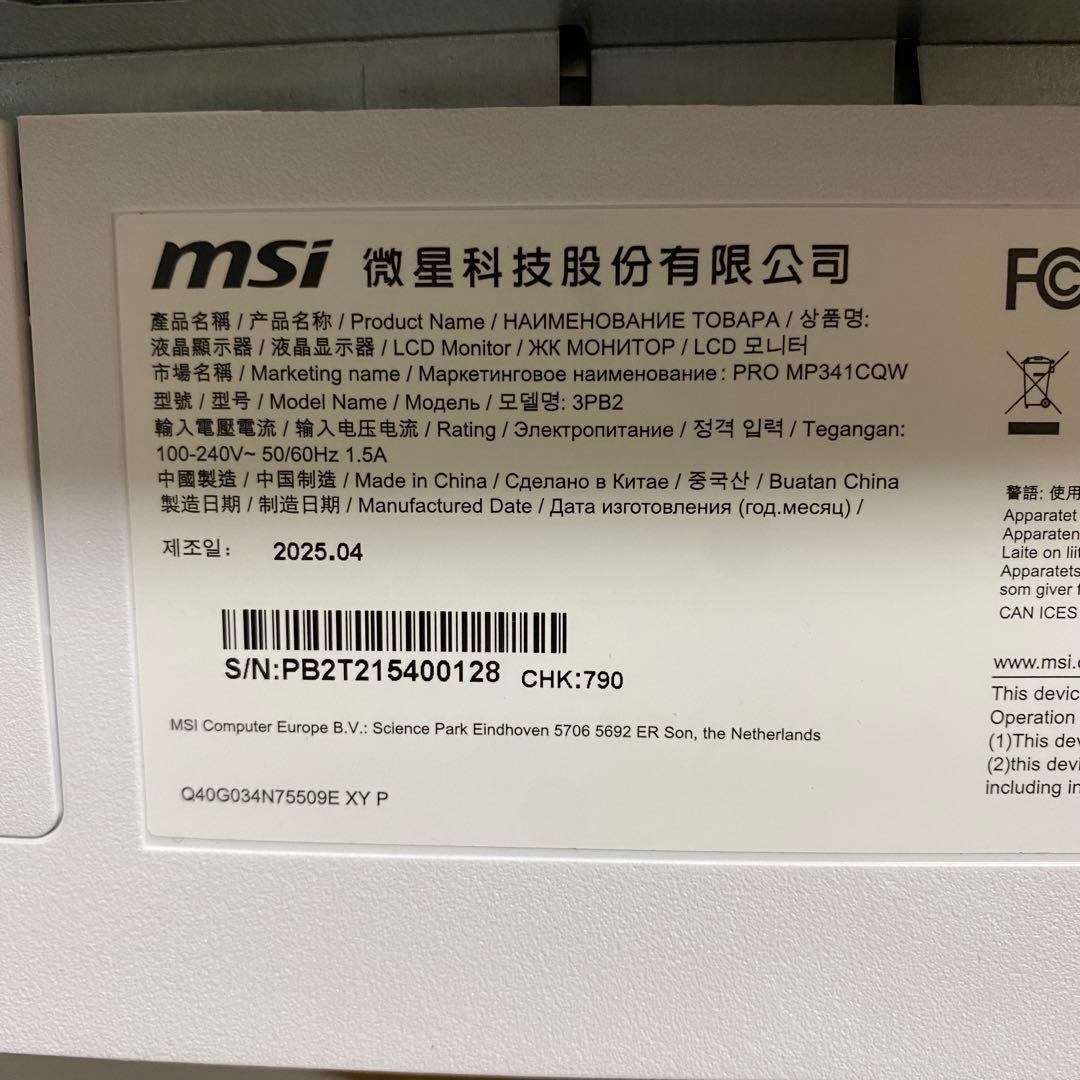 msi 微星科技股份有限公司
產品名稱 / 产品名称 / Product Name / НАИМЕНОВАНИЕ ТОВАРА / 상품명:
液晶顯示器 / 液晶显示器 / LCD Monitor / ЖК МОНИТОР / LCD 모니터
市場名稱 / Marketing name / Маркетинговое наименование: PRO MP341CQW
型號 / 型号 / Model Name / Модель / 모델명: 3PB2
輸入電壓電流 / 输入电压电流 / Rating / Электропитание / 정격 입력 / Tegangan:
100-240V~ 50/60Hz 1.5A
中國製造 / 中国制造 / Made in China / Сделано в Китае / 중국산 / Buatan China
製造日期 / 制造日期 / Manufactured Date / Дата изготовления (год.месяц) /
제조일: 2025.04
S/N:PB2T215400128 CHK:790
MSI Computer Europe B.V.: Science Park Eindhoven 5706 5692 ER Son, the Netherlands
Q40G034N75509E XY P
FC
警語: 使用
Apparatet
Apparaten
Laite on
Apparatets
som giver
CAN ICES
www.msi.
This
Operation
(1)This
(2)this
including